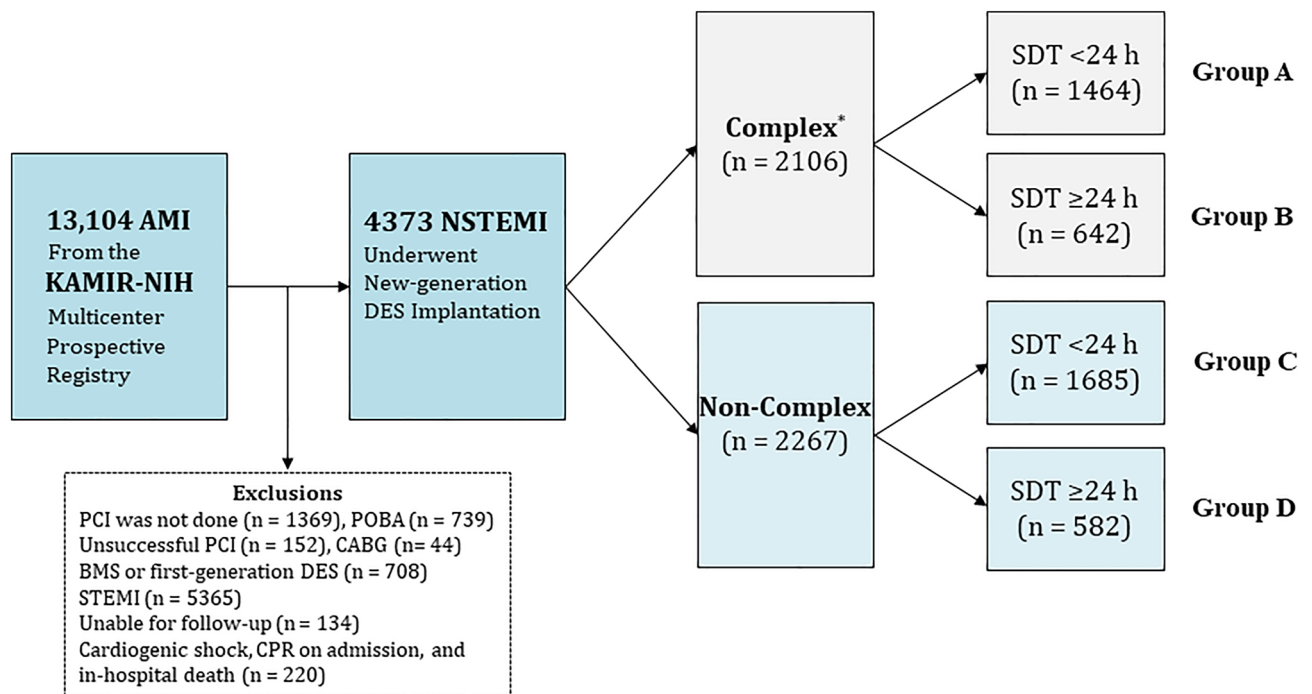 13,104 AMI
From the
KAMIR-NIH
Multicenter
Prospective
Registry
4373 NSTEMI
Underwent
New-generation
DES Implantation
Exclusions
PCI was not done (n = 1369), POBA (n = 739)
Unsuccessful PCI (n = 152), CABG (n= 44)
BMS or first-generation DES (n = 708)
STEMI (n = 5365)
Unable for follow-up (n = 134)
Cardiogenic shock, CPR on admission, and
in-hospital death (n = 220)
Complex*
(n = 2106)
SDT <24 h
(n = 1464)
Group A
SDT ≥24 h
(n = 642)
Group B
Non-Complex
(n = 2267)
SDT <24 h
(n = 1685)
Group C
SDT ≥24 h
(n = 582)
Group D